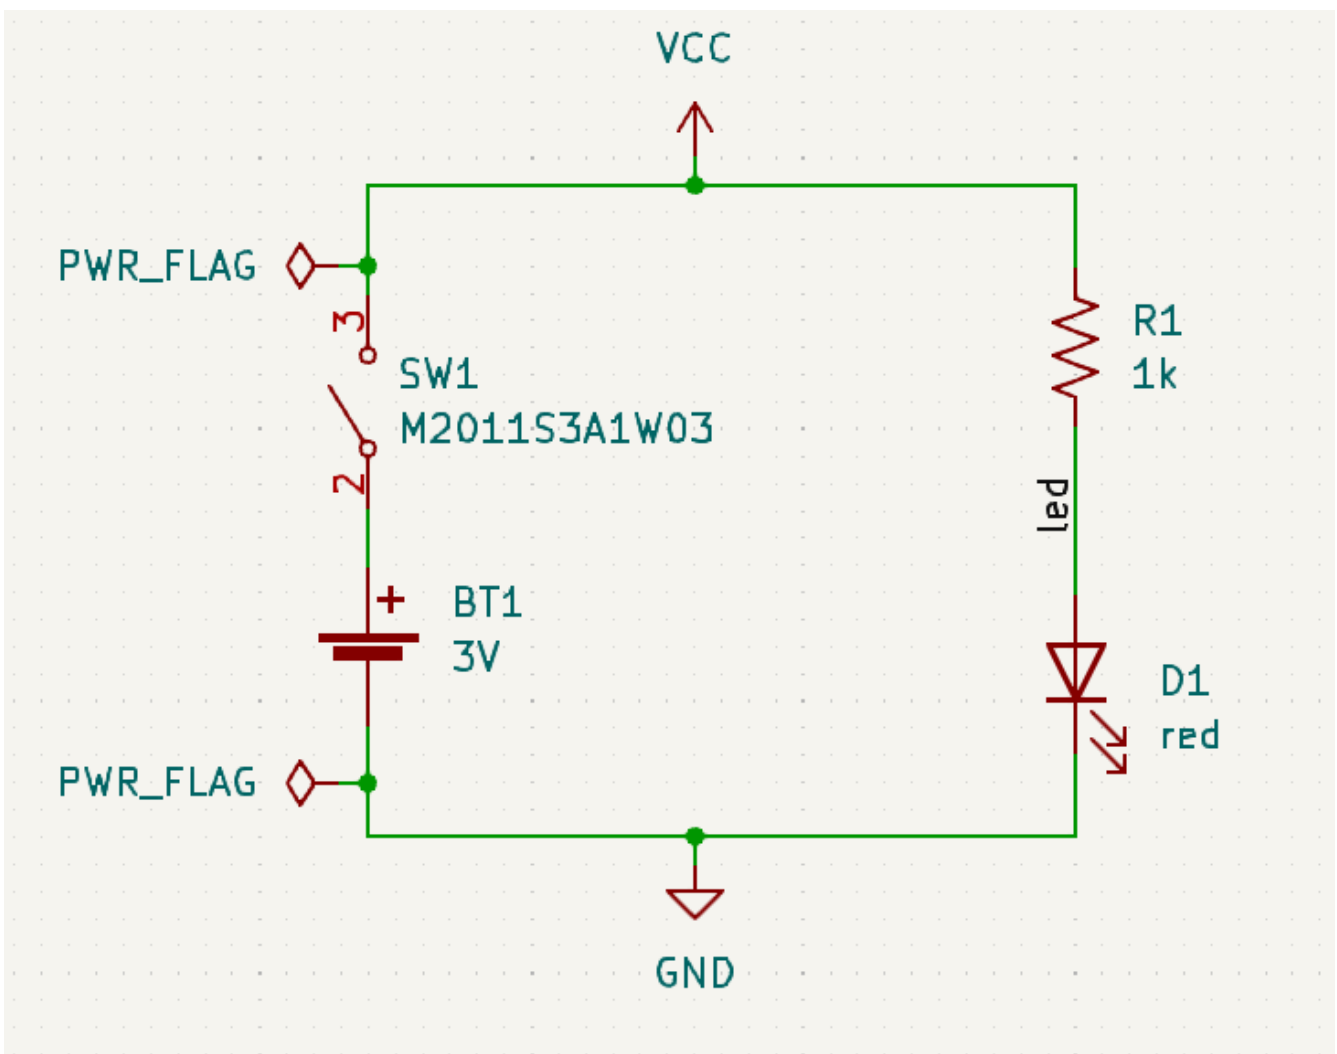 VCC
PWR_FLAG
3
SW1
M2011S3A1W03
2
R1
1k
led
+
BT1
3V
D1
red
PWR_FLAG
GND